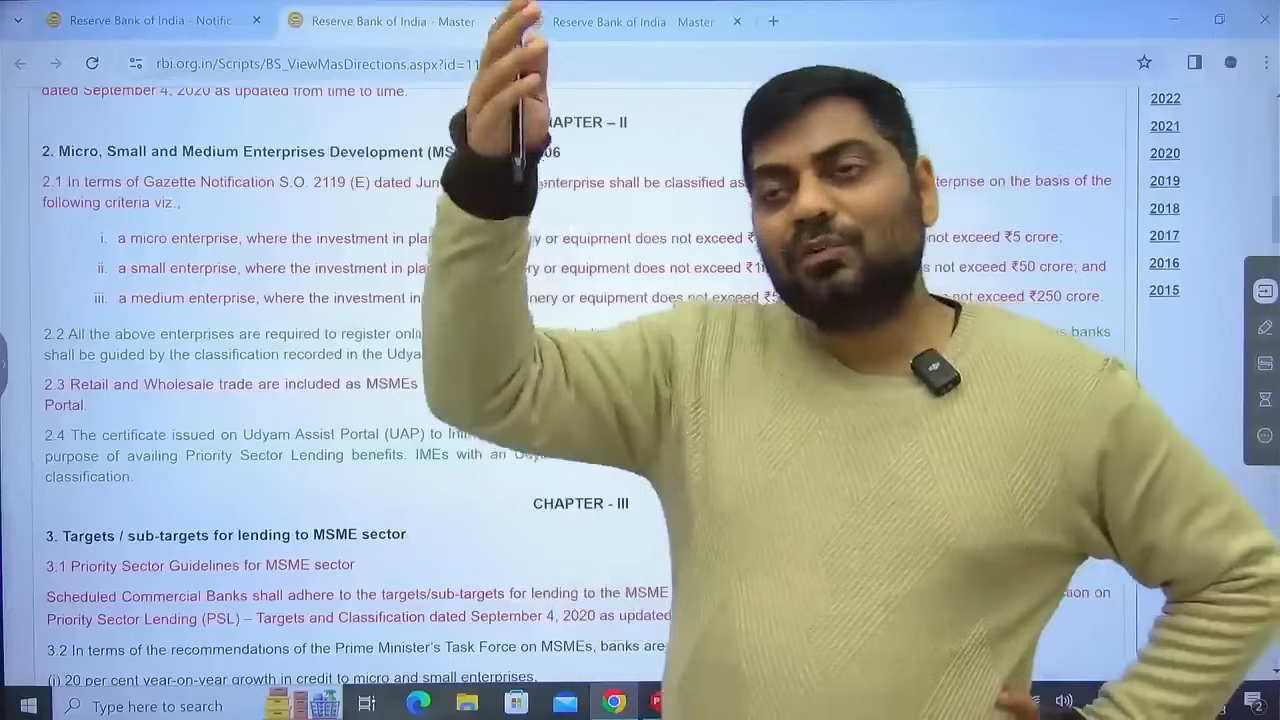 Reserve Bank of India - Notific
Reserve Bank of India - Master
Reserve Bank of India Master
rbi.org.in/Scripts/BS_ViewMasDirections.aspx?id=11
dated September 4, 2020 as updated from time to time.
CHAPTER – II
2. Micro, Small and Medium Enterprises Development
2.1 In terms of Gazette Notification S.O. 2119 (E) dated enterprise shall be classified as on the basis of the
following criteria viz.,
i. a micro enterprise, where the investment in or equipment does not exceed not exceed ₹5 crore;
ii. a small enterprise, where the investment in or equipment does not exceed not exceed ₹50 crore; and
iii. a medium enterprise, where the investment in or equipment does not exceed not exceed ₹250 crore.
2.2 All the above enterprises are required to register banks
shall be guided by the classification recorded in the
2.3 Retail and Wholesale trade are included as MSMEs
Portal.
2.4 The certificate issued on Udyam Assist Portal (UAP) to
purpose of availing Priority Sector Lending benefits. IMEs with an
classification.
CHAPTER - III
3. Targets / sub-targets for lending to MSME sector
3.1 Priority Sector Guidelines for MSME sector
Scheduled Commercial Banks shall adhere to the targets/sub-targets for lending to the MSME on
Priority Sector Lending (PSL) – Targets and Classification dated September 4, 2020 as updated
3.2 In terms of the recommendations of the Prime Minister's Task Force on MSMEs, banks are
(i) 20 per cent year-on-year growth in credit to micro and small enterprises,
2022
2021
2020
2019
2018
2017
2016
2015
Type here to search
2